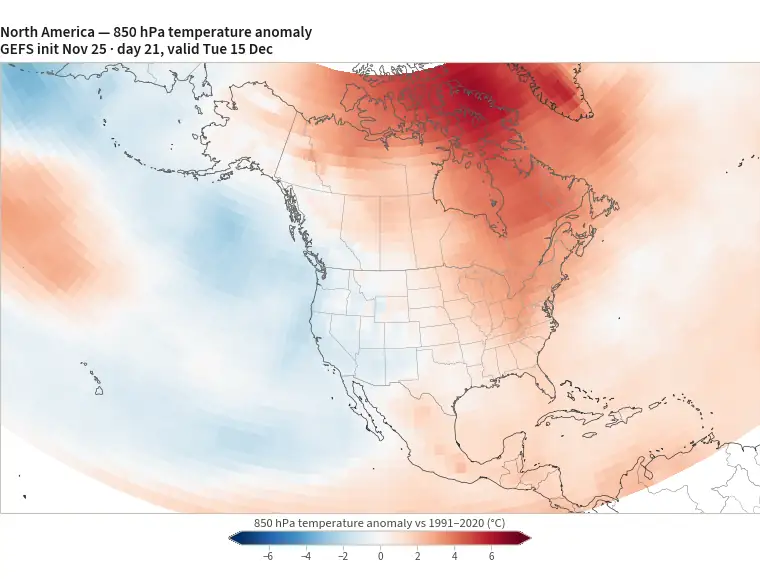 North America — 850 hPa temperature anomaly
GEFS init Nov 25 · day 21, valid Tue 15 Dec
850 hPa temperature anomaly vs 1991–2020 (°C)
−6 −4 −2 0 2 4 6